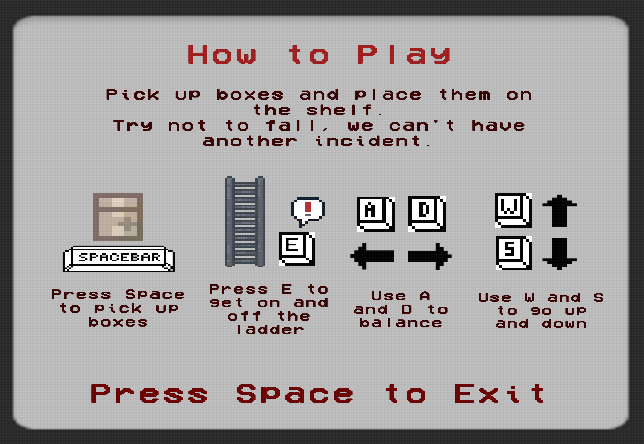 How to Play
Pick up boxes and place them on
the shelf.
Try not to fall, we can't have
another incident.
!
A D
W
E
S
SPACEBAR
Press Space
to pick up
boxes
Press E to
get on and
off the
ladder
Use A
and D to
balance
Use W and S
to go up
and down
Press Space to Exit